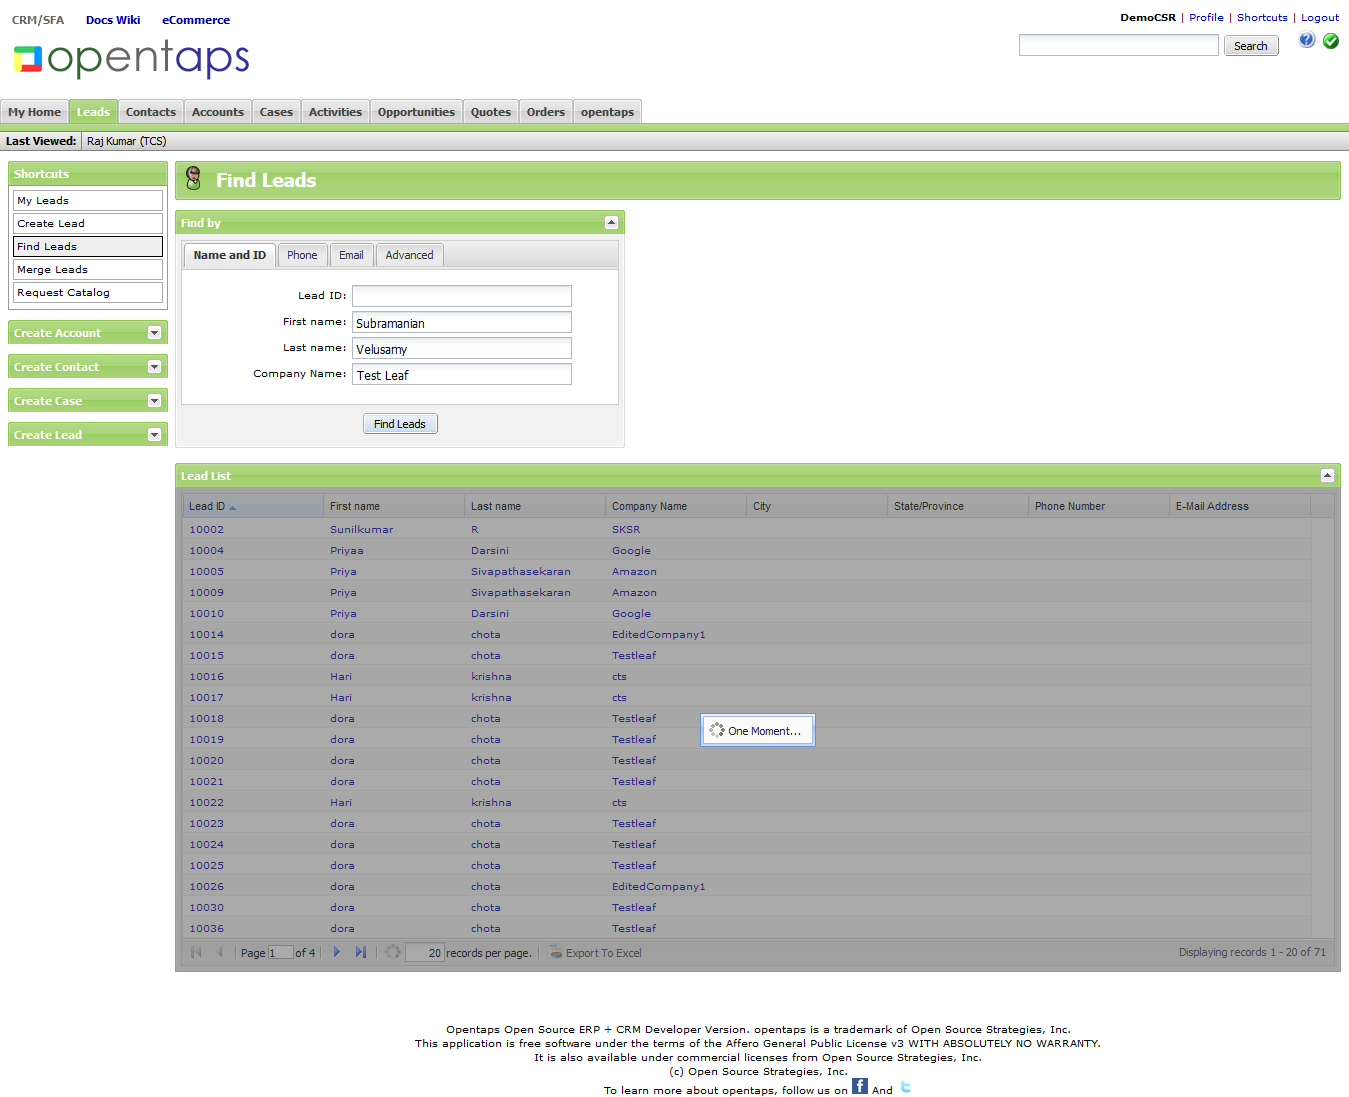 CRM/SFA Docs Wiki eCommerce
DemoCSR | Profile | Shortcuts | Logout
opentaps
Search
My Home Leads Contacts Accounts Cases Activities Opportunities Quotes Orders opentaps
Last Viewed: Raj Kumar (TCS)
Shortcuts
My Leads
Create Lead
Find Leads
Merge Leads
Request Catalog
Create Account
Create Contact
Create Case
Create Lead
Find Leads
Find by
Name and ID Phone Email Advanced
Lead ID:
First name: Subramanian
Last name: Velusamy
Company Name: Test Leaf
Find Leads
Lead List
Lead ID First name Last name Company Name City State/Province Phone Number E-Mail Address
10002 Sunilkumar R SKSR
10004 Priyaa Darsini Google
10005 Priya Sivapathasekaran Amazon
10009 Priya Sivapathasekaran Amazon
10010 Priya Darsini Google
10014 dora chota EditedCompany1
10015 dora chota Testleaf
10016 Hari krishna cts
10017 Hari krishna cts
10018 dora chota Testleaf
10019 dora chota Testleaf
10020 dora chota Testleaf
10021 dora chota Testleaf
10022 Hari krishna cts
10023 dora chota Testleaf
10024 dora chota Testleaf
10025 dora chota Testleaf
10026 dora chota EditedCompany1
10030 dora chota Testleaf
10036 dora chota Testleaf
One Moment...
Page 1 of 4 20 records per page. Export To Excel Displaying records 1 - 20 of 71
Opentaps Open Source ERP + CRM Developer Version. opentaps is a trademark of Open Source Strategies, Inc.
This application is free software under the terms of the Affero General Public License v3 WITH ABSOLUTELY NO WARRANTY.
It is also available under commercial licenses from Open Source Strategies, Inc.
(c) Open Source Strategies, Inc.
To learn more about opentaps, follow us on f And t